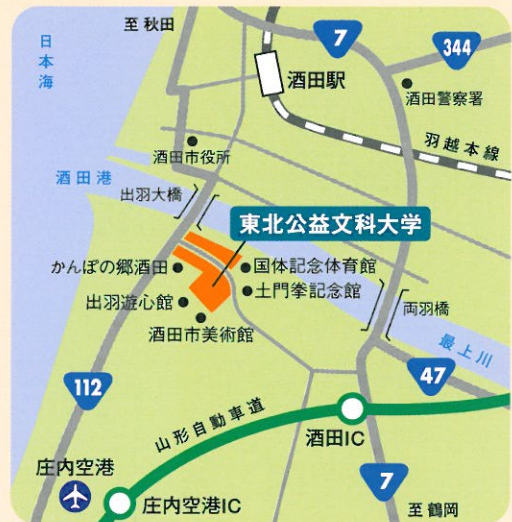 至 秋田
7
344
日本海
酒田駅
酒田警察署
羽越本線
酒田市役所
酒田港
出羽大橋
東北公益文科大学
かんぽの郷酒田
国体記念体育館
土門拳記念館
出羽遊心館
酒田市美術館
両羽橋
最上川
47
112
山形自動車道
酒田IC
庄内空港
庄内空港IC
7
至 鶴岡